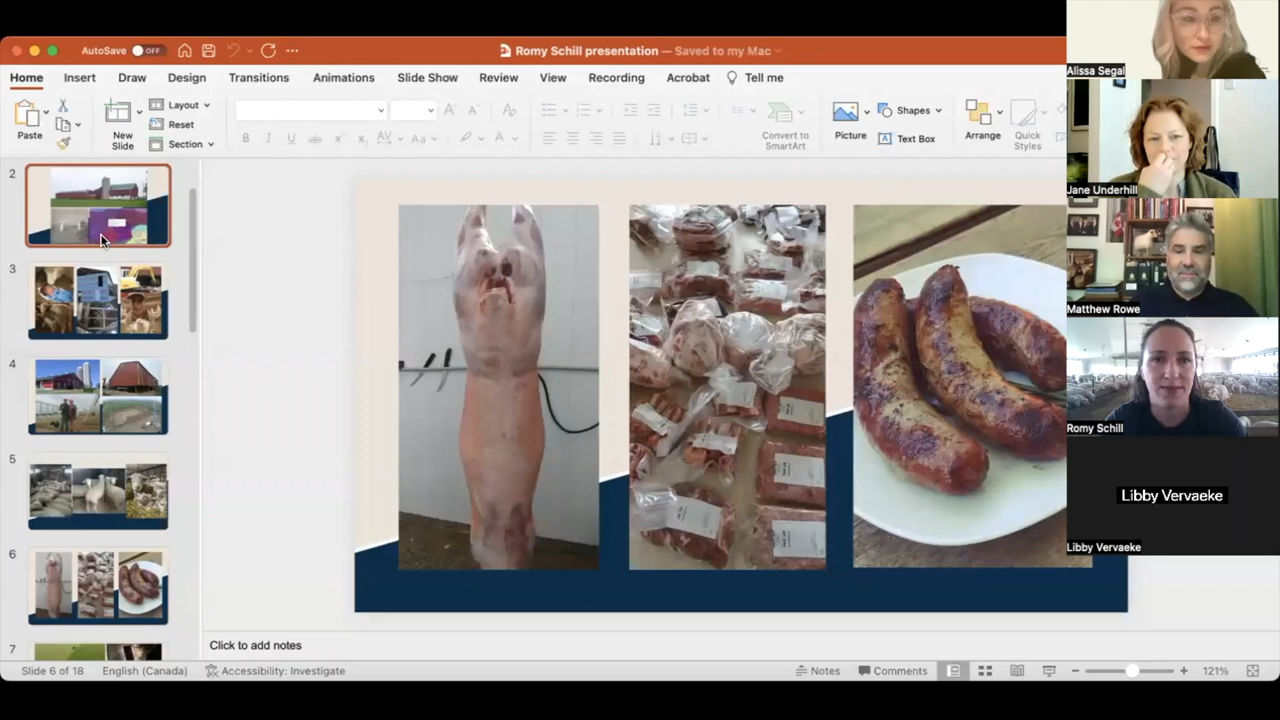 AutoSave OFF
Romy Schill presentation — Saved to my Mac
Home Insert Draw Design Transitions Animations Slide Show Review View Recording Acrobat Tell me
Paste
New
Slide
Layout
Reset
Section
B I U ab
AV Aa A
Convert to
SmartArt
Picture
Shapes
Text Box
Arrange
Quick
Styles
2
3
4
5
6
7
Click to add notes
Slide 6 of 18 English (Canada) Accessibility: Investigate Notes Comments 121%
Alissa Segal
Jane Underhill
Matthew Rowe
Romy Schill
Libby Vervaeke
Libby Vervaeke